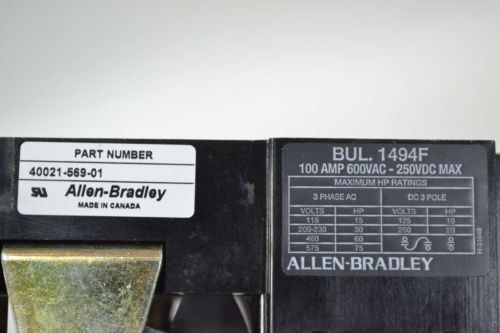 PART NUMBER
40021-569-01
Allen-Bradley
MADE IN CANADA
BUL. 1494F
100 AMP 600VAC - 250VDC MAX
MAXIMUM HP RATINGS
3 PHASE AC DC 3 POLE
VOLTS HP VOLTS HP
115 15 125 10
200-230 30 250 20
460 60
575 75
ALLEN-BRADLEY